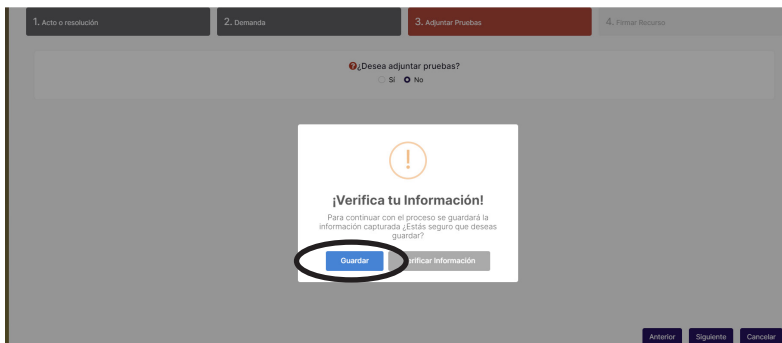 1. Acto o resolución
2. Demanda
3. Adjuntar Pruebas
4. Firmar Recurso
¿Desea adjuntar pruebas?
Sí No
¡Verifica tu Información!
Para continuar con el proceso se guardará la
información capturada ¿Estás seguro que deseas
guardar?
Guardar
Información
Anterior Siguiente Cancelar